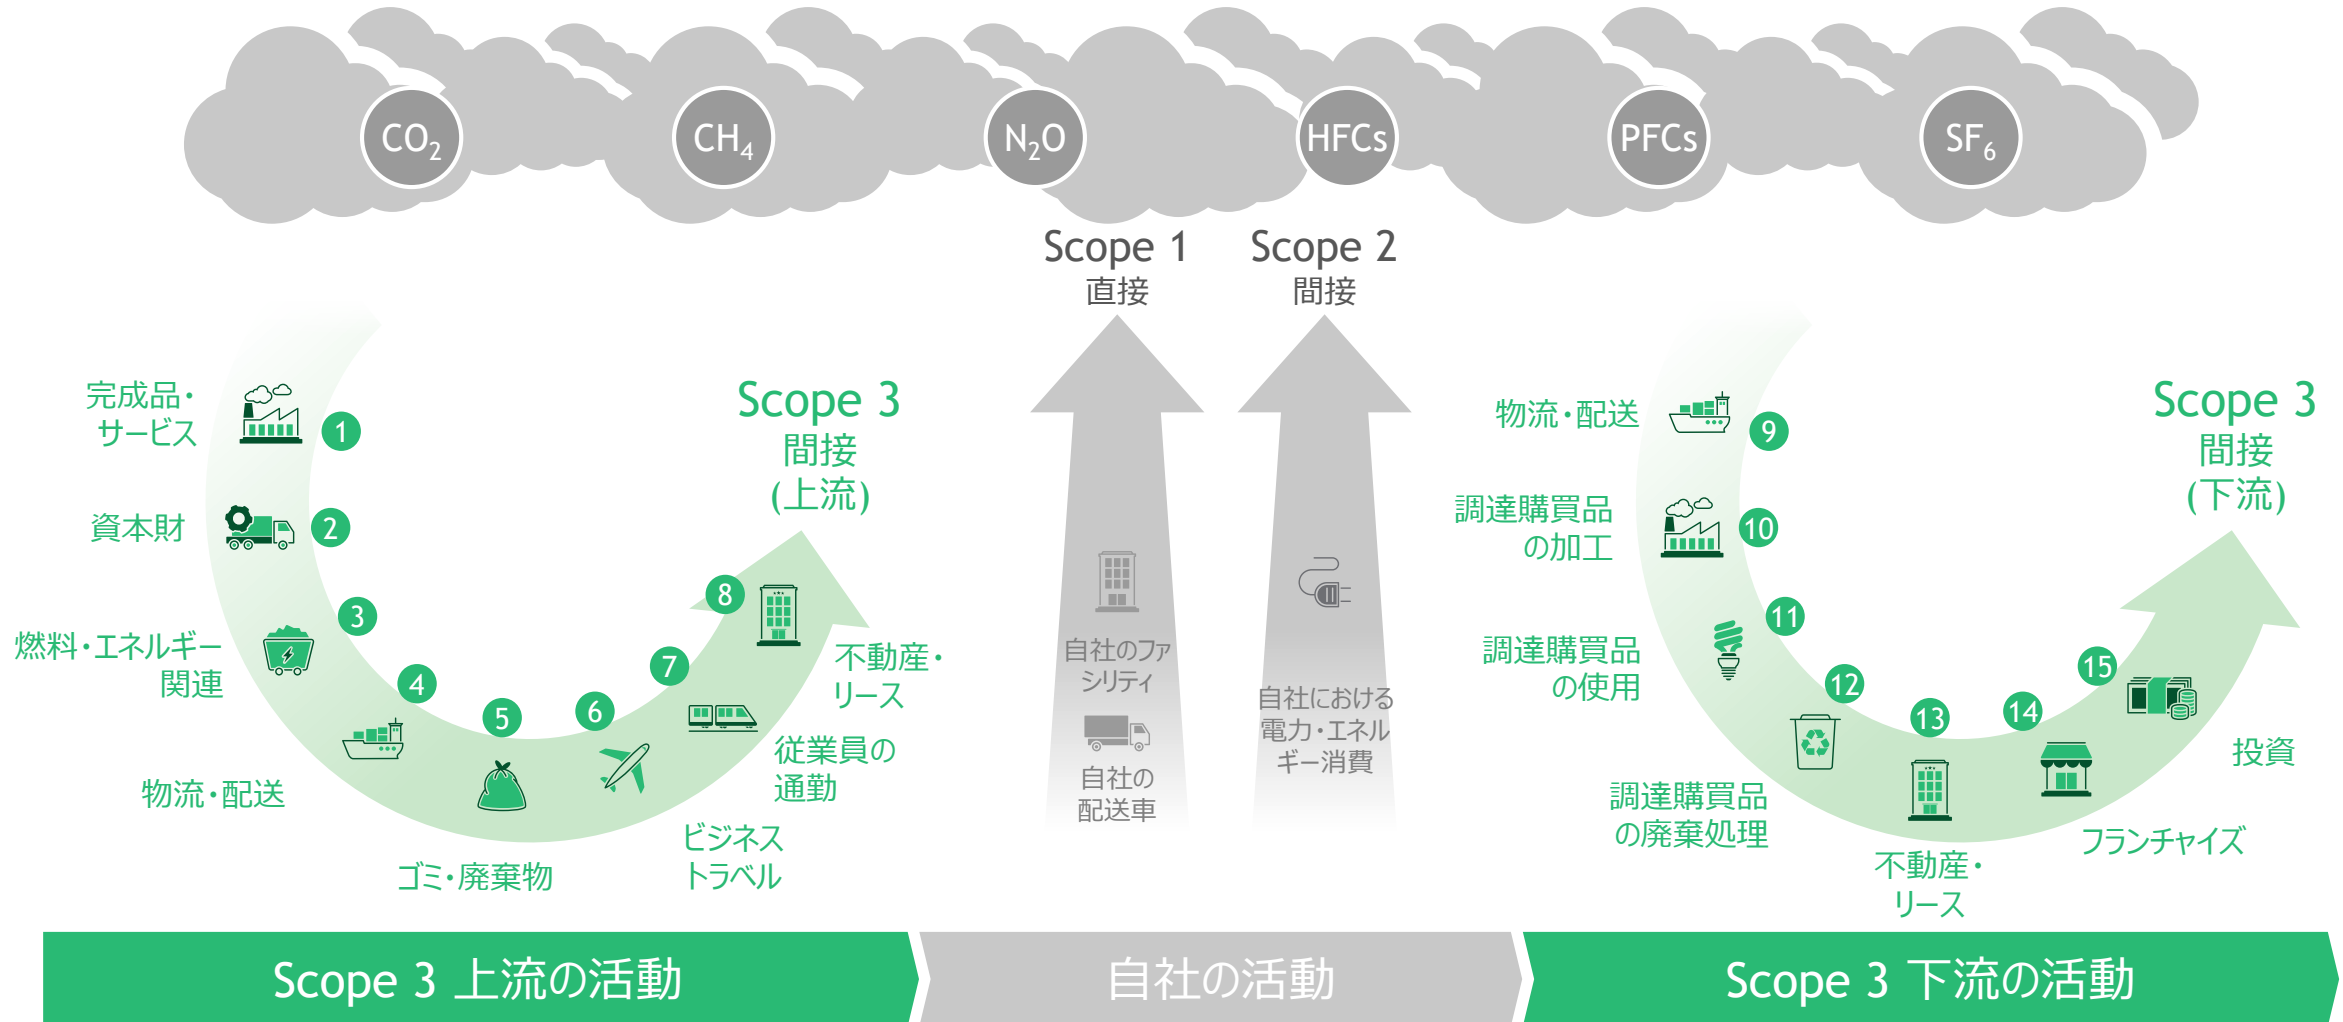 CO₂
CH₄
N₂O
HFCs
PFCs
SF₆
Scope 1
直接
Scope 2
間接
完成品・
サービス
1
資本財
2
燃料・エネルギー
関連
3
物流・配送
4
ゴミ・廃棄物
5
ビジネス
トラベル
6
従業員の
通勤
7
不動産・
リース
8
Scope 3
間接
(上流)
自社のファ
シリティ
自社の
配送車
自社における
電力・エネル
ギー消費
物流・配送
9
調達購買品
の加工
10
調達購買品
の使用
11
調達購買品
の廃棄処理
12
不動産・
リース
13
フランチャイズ
14
投資
15
Scope 3
間接
(下流)
Scope 3 上流の活動
自社の活動
Scope 3 下流の活動